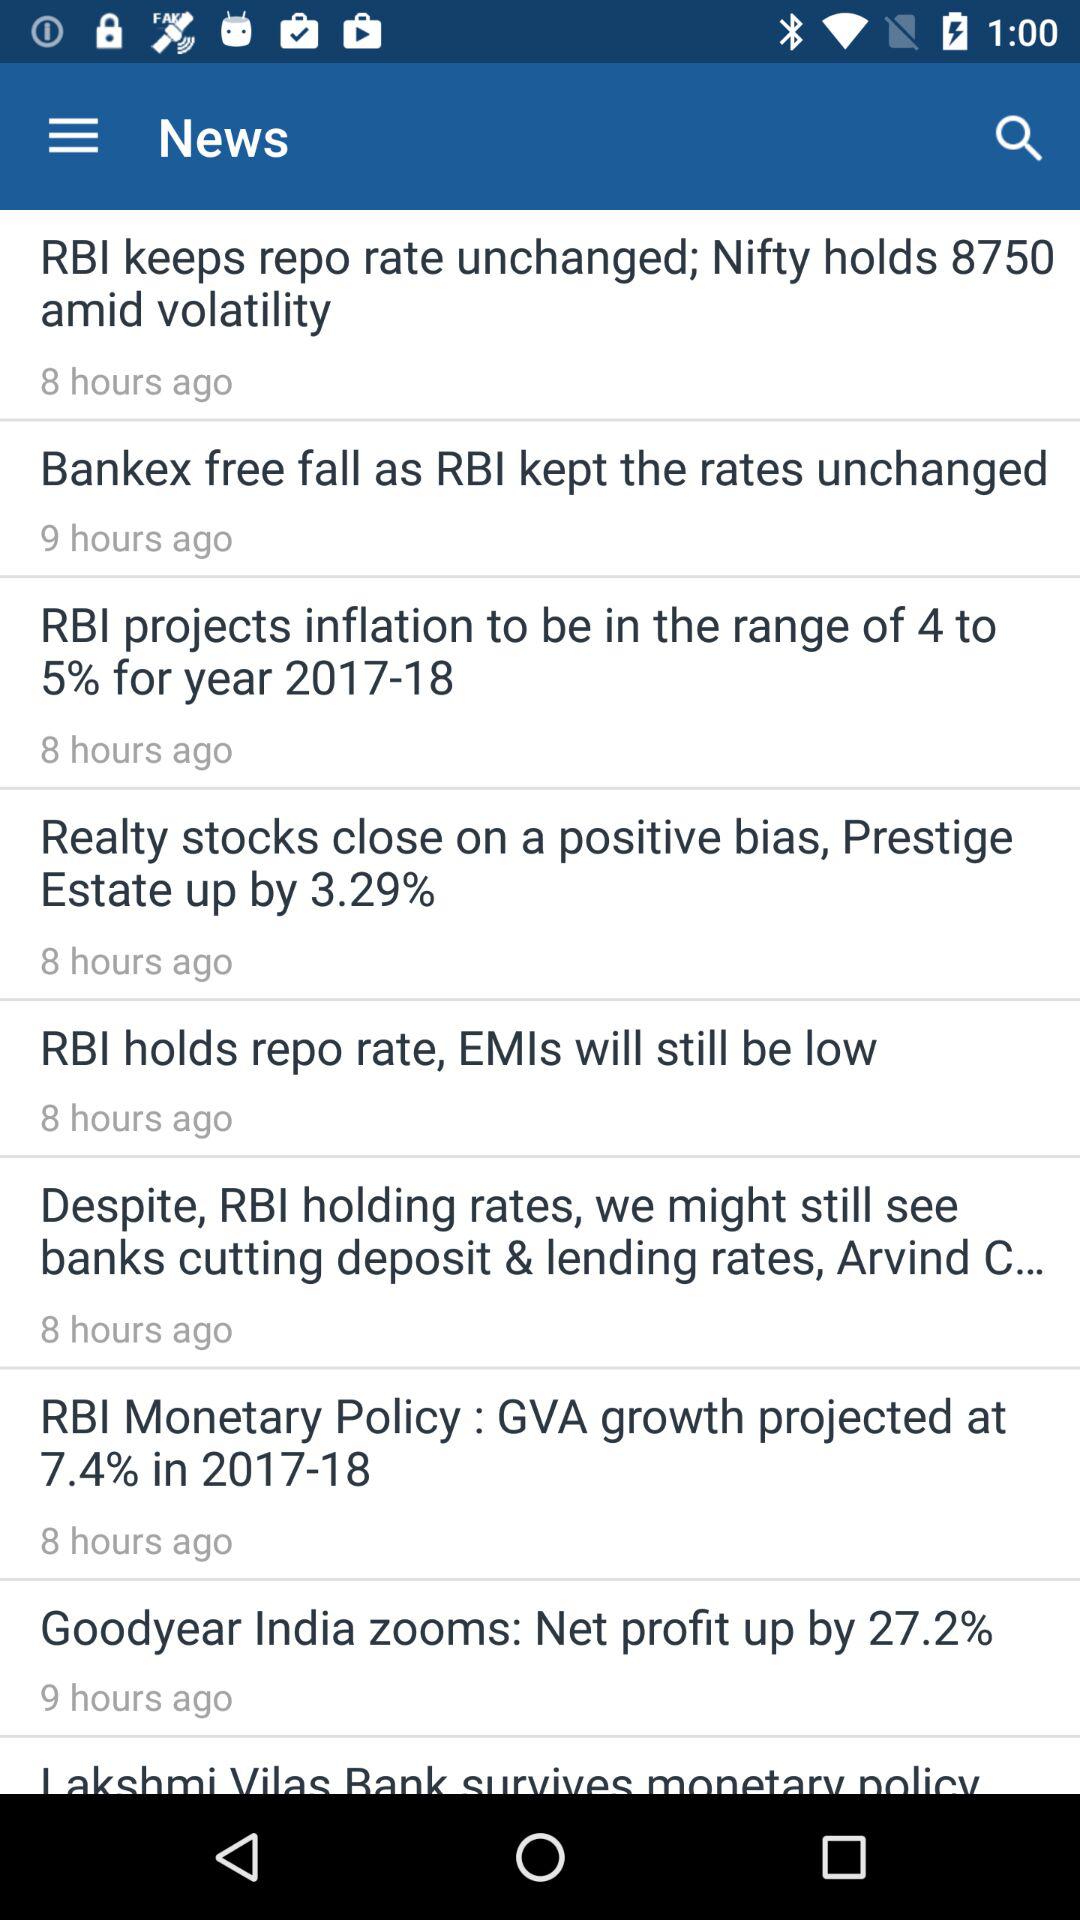 FAKE
1:00
News
RBI keeps repo rate unchanged; Nifty holds 8750
amid volatility
8 hours ago
Bankex free fall as RBI kept the rates unchanged
9 hours ago
RBI projects inflation to be in the range of 4 to
5% for year 2017-18
8 hours ago
Realty stocks close on a positive bias, Prestige
Estate up by 3.29%
8 hours ago
RBI holds repo rate, EMIs will still be low
8 hours ago
Despite, RBI holding rates, we might still see
banks cutting deposit & lending rates, Arvind C...
8 hours ago
RBI Monetary Policy : GVA growth projected at
7.4% in 2017-18
8 hours ago
Goodyear India zooms: Net profit up by 27.2%
9 hours ago
Lakshmi Vilas Bank survives monetary policy